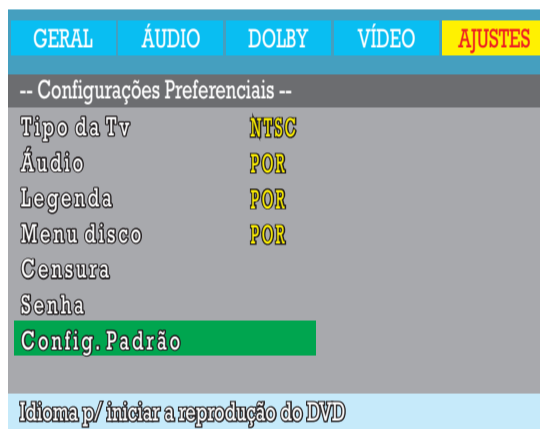 GERAL ÁUDIO DOLBY VÍDEO AJUSTES
-- Configurações Preferenciais --
Tipo da Tv NTSC
Áudio POR
Legenda POR
Menu disco POR
Censura
Senha
Config. Padrão
Idioma p/ iniciar a reprodução do DVD